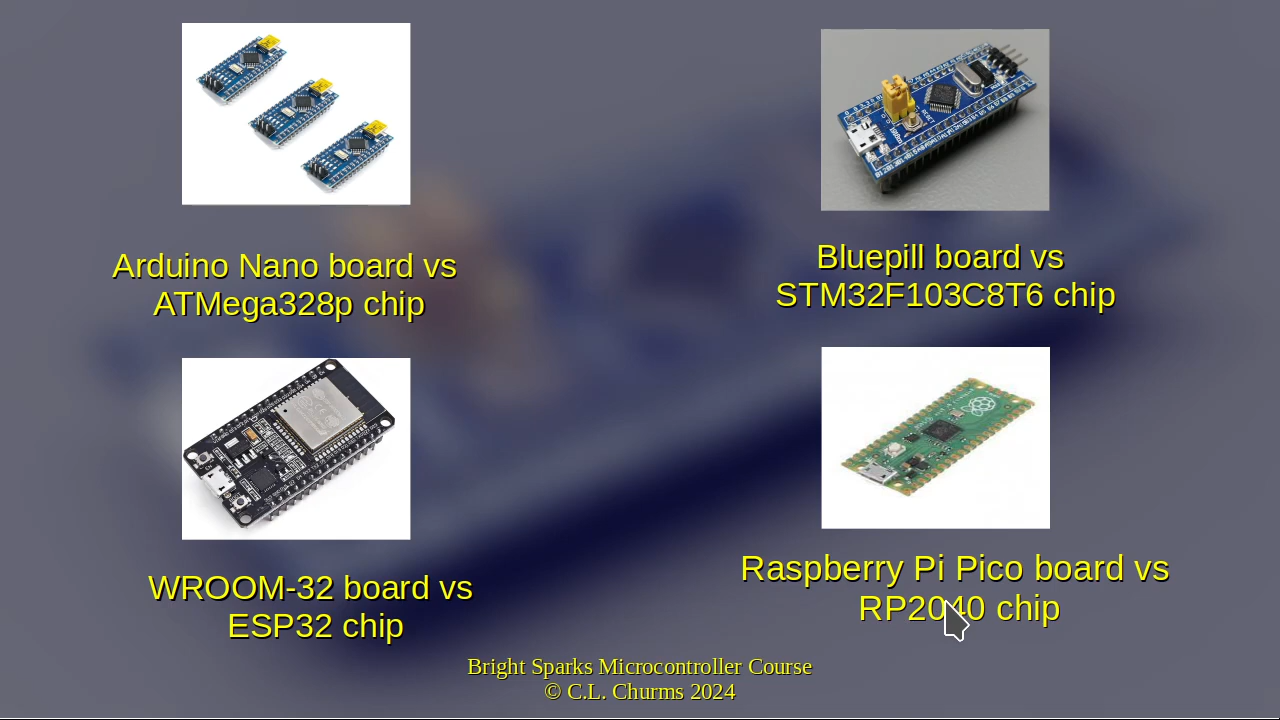 Arduino Nano board vs
ATMega328p chip
Bluepill board vs
STM32F103C8T6 chip
WROOM-32 board vs
ESP32 chip
Raspberry Pi Pico board vs
RP2040 chip
Bright Sparks Microcontroller Course
© C.L. Churms 2024